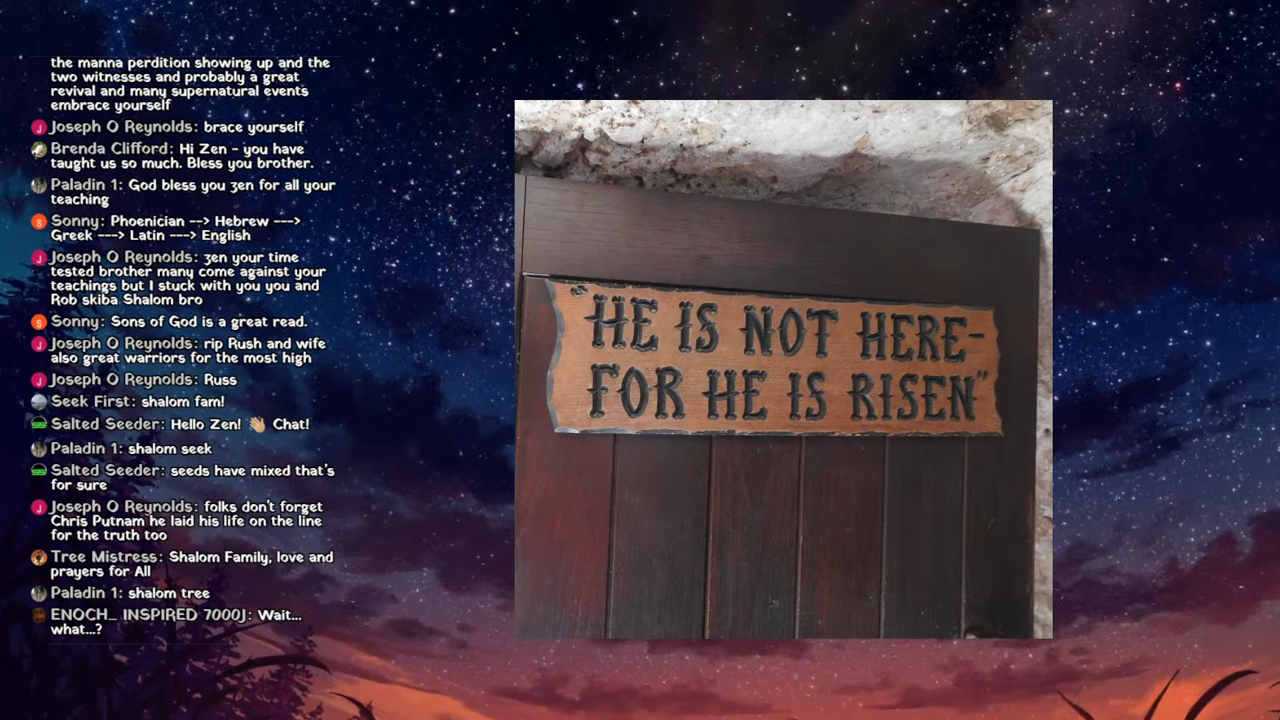 the manna perdition showing up and the
two witnesses and probably a great
revival and many supernatural events
embrace yourself
Joseph O Reynolds: brace yourself
Brenda Clifford: Hi Zen - you have
taught us so much. Bless you brother.
Paladin 1: God bless you zen for all your
teaching
Sonny: Phoenician --> Hebrew --->
Greek ---> Latin ---> English
Joseph O Reynolds: zen your time
tested brother many come against your
teachings but I stuck with you you and
Rob skiba Shalom bro
Sonny: Sons of God is a great read.
Joseph O Reynolds: rip Rush and wife
also great warriors for the most high
Joseph O Reynolds: Russ
Seek First: shalom fam!
Salted Seeder: Hello Zen! 👋🏼 Chat!
Paladin 1: shalom seek
Salted Seeder: seeds have mixed that's
for sure
Joseph O Reynolds: folks don't forget
Chris Putnam he laid his life on the line
for the truth too
Tree Mistress: Shalom Family, love and
prayers for All
Paladin 1: shalom tree
ENOCH_ INSPIRED 7000J: Wait...
what...?
"HE IS NOT HERE-
FOR HE IS RISEN"